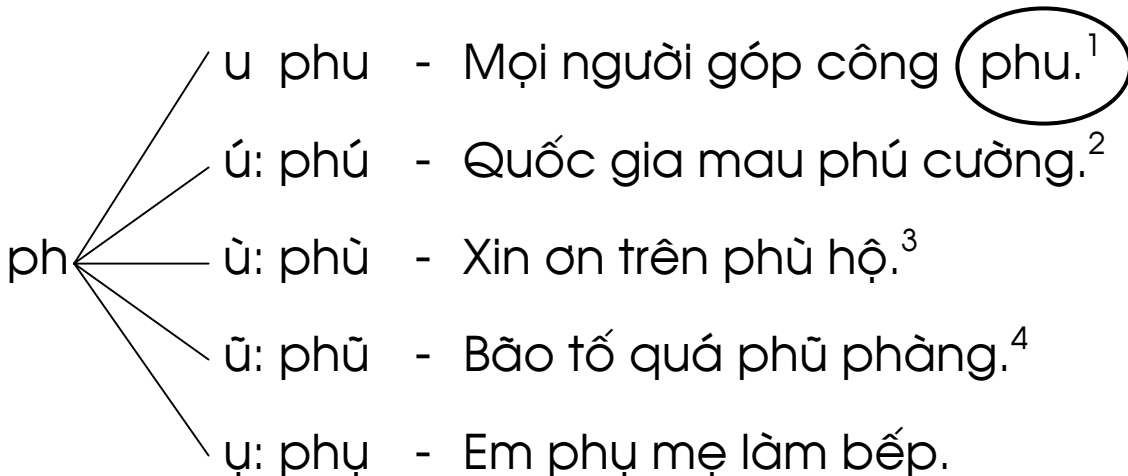 u phu - Mọi người góp công phu.¹
ú: phú - Quốc gia mau phú cường.²
ph ù: phù - Xin ơn trên phù hộ.³
ũ: phũ - Bão tố quá phũ phàng.⁴
ụ: phụ - Em phụ mẹ làm bếp.